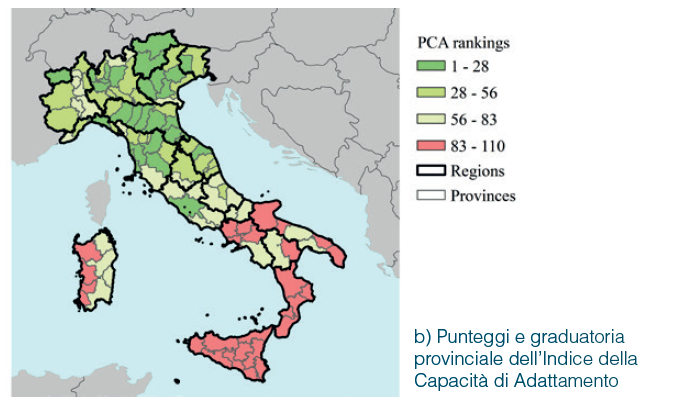 PCA rankings
1 - 28
28 - 56
56 - 83
83 - 110
Regions
Provinces
b) Punteggi e graduatoria
provinciale dell'Indice della
Capacità di Adattamento